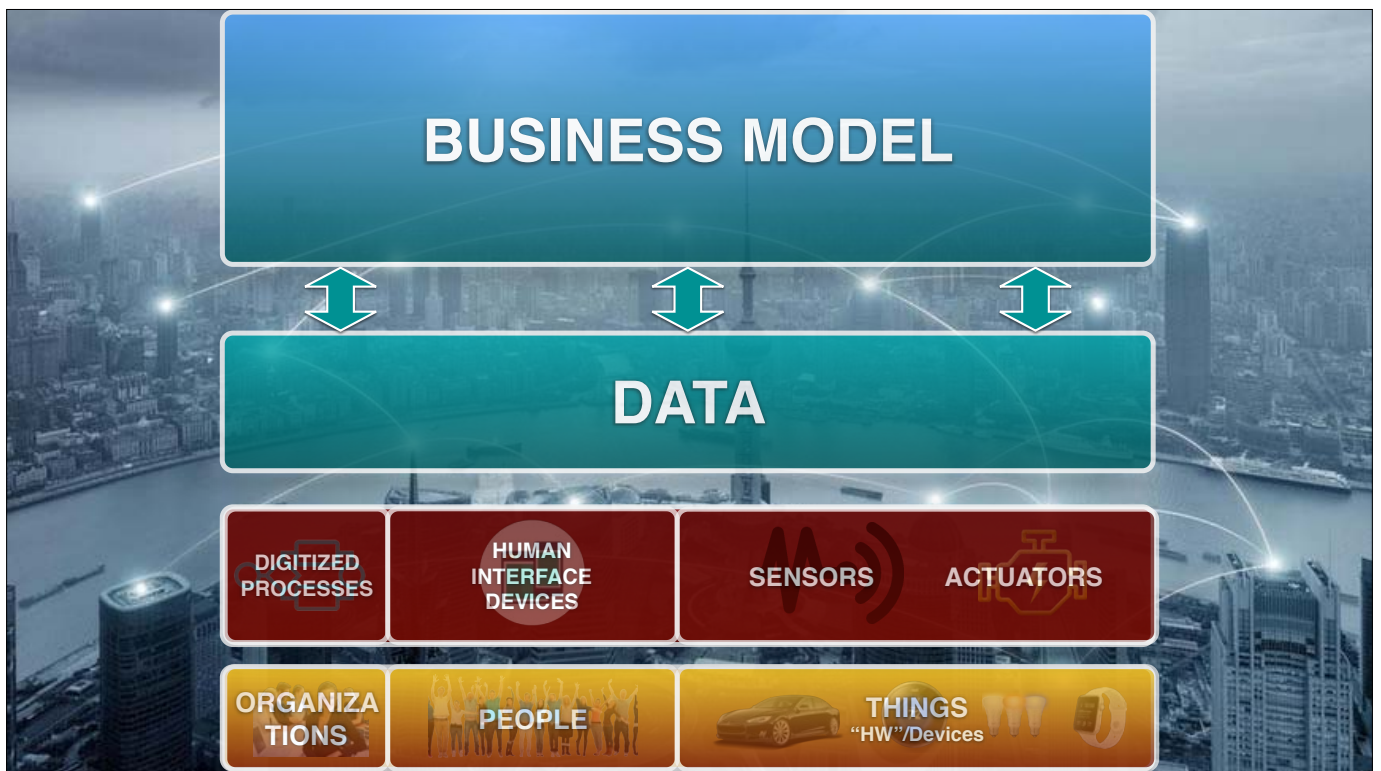 BUSINESS MODEL
DATA
DIGITIZED
PROCESSES
HUMAN
INTERFACE
DEVICES
SENSORS
ACTUATORS
ORGANIZA
TIONS
PEOPLE
THINGS
“HW”/Devices